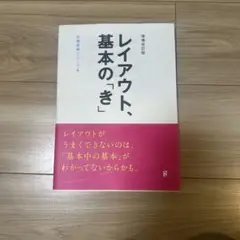 増補改訂版
レイアウト、
基本の「き」
レイアウトが
うまくできないのは、
“基本中の基本”が
わかってないからかも。